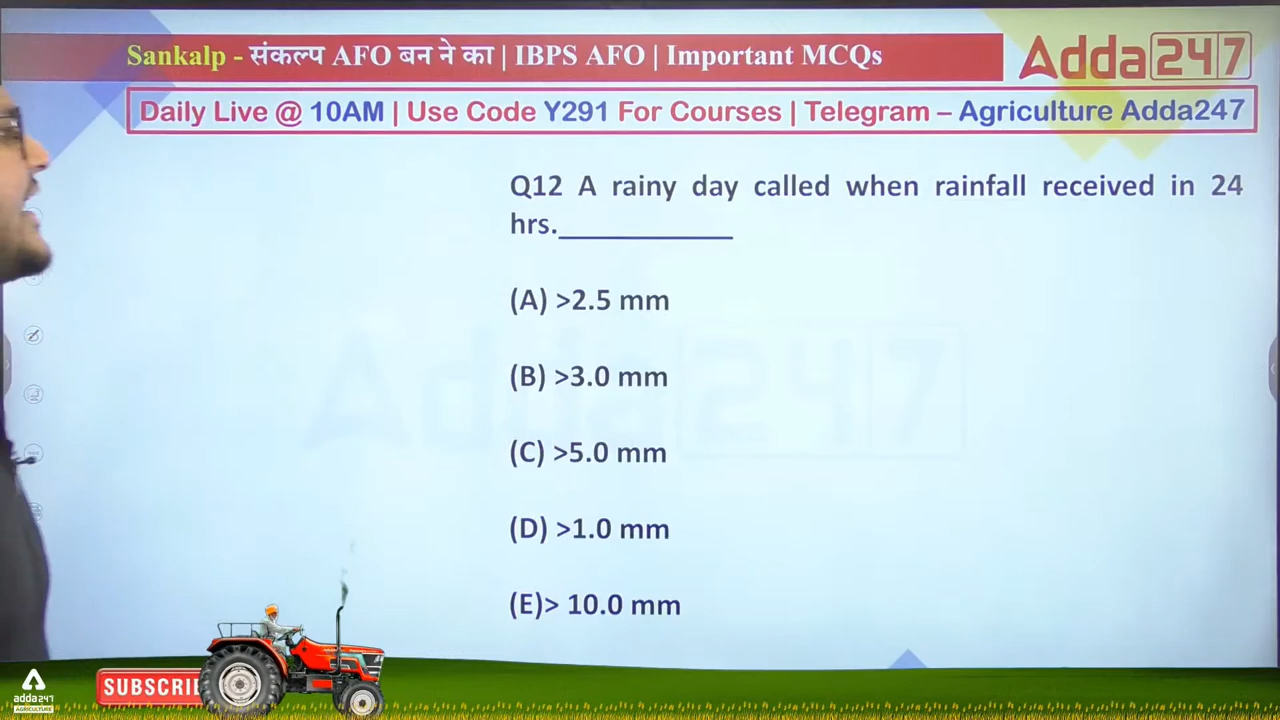 Sankalp - संकल्प AFO बन ने का | IBPS AFO | Important MCQs
Adda247
Daily Live @ 10AM | Use Code Y291 For Courses | Telegram – Agriculture Adda247
Q12 A rainy day called when rainfall received in 24
hrs.____________
(A) >2.5 mm
(B) >3.0 mm
(C) >5.0 mm
(D) >1.0 mm
(E)> 10.0 mm
Adda247
SUBSCRI
adda247
AGRICULTURE